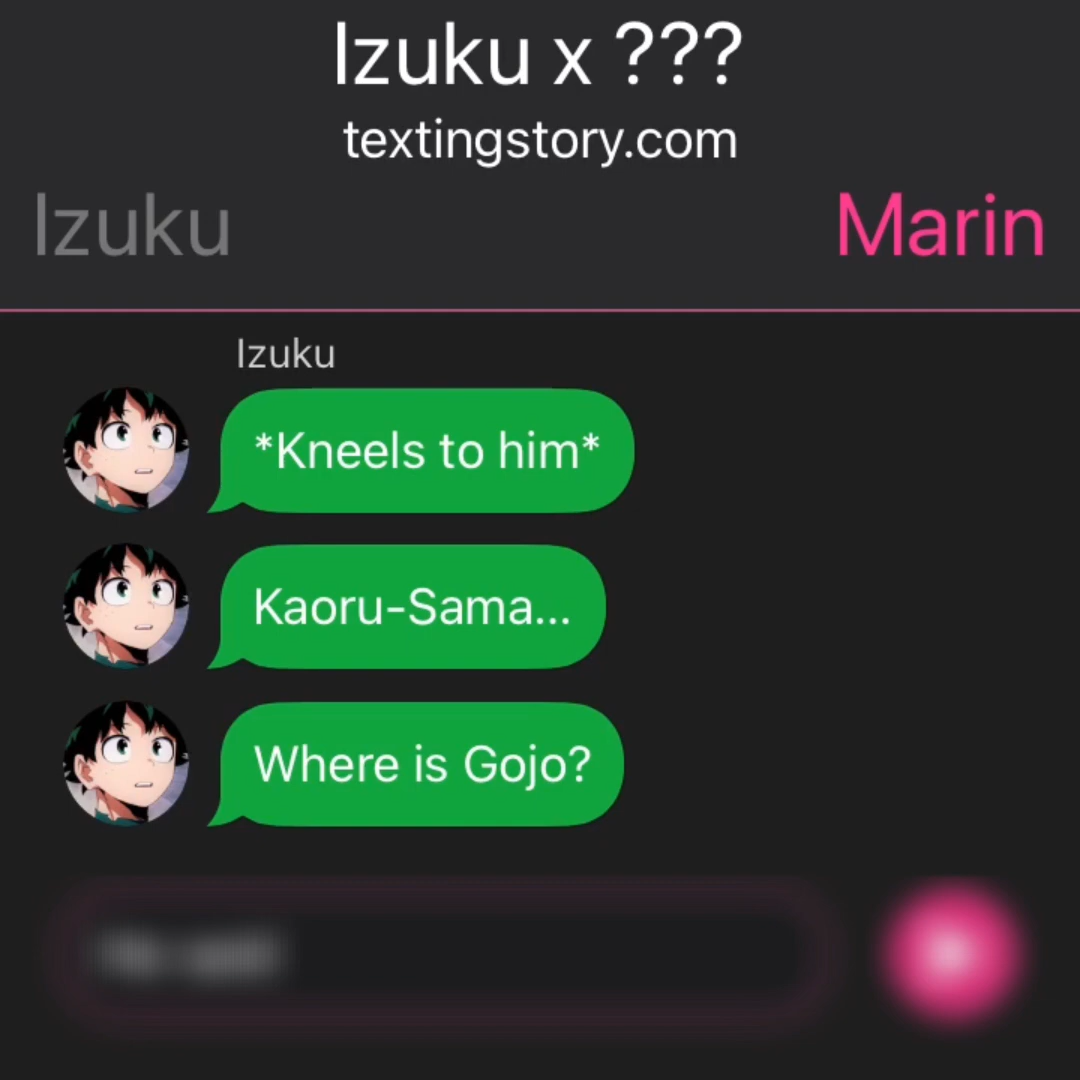 Izuku x ???
textingstory.com
Izuku
Marin
Izuku
*Kneels to him*
Kaoru-Sama...
Where is Gojo?